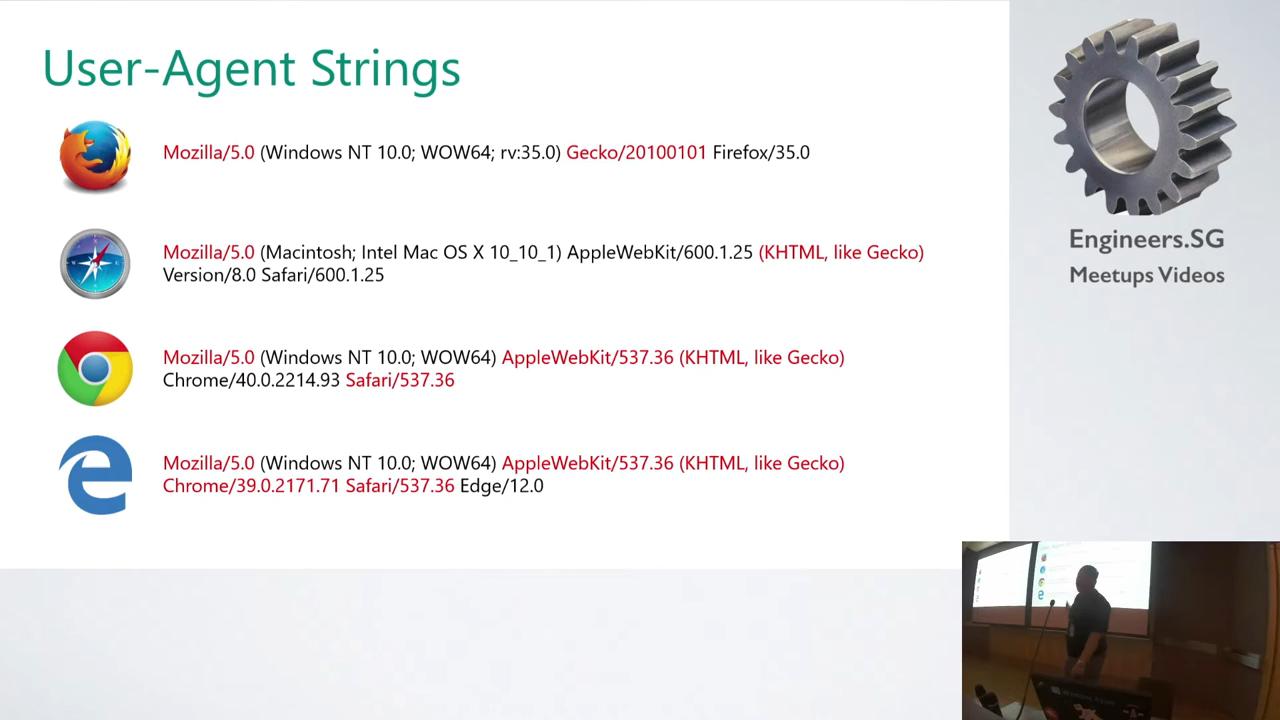 User-Agent Strings
Mozilla/5.0 (Windows NT 10.0; WOW64; rv:35.0) Gecko/20100101 Firefox/35.0
Mozilla/5.0 (Macintosh; Intel Mac OS X 10_10_1) AppleWebKit/600.1.25 (KHTML, like Gecko)
Version/8.0 Safari/600.1.25
Mozilla/5.0 (Windows NT 10.0; WOW64) AppleWebKit/537.36 (KHTML, like Gecko)
Chrome/40.0.2214.93 Safari/537.36
Mozilla/5.0 (Windows NT 10.0; WOW64) AppleWebKit/537.36 (KHTML, like Gecko)
Chrome/39.0.2171.71 Safari/537.36 Edge/12.0
Engineers.SG
Meetups Videos